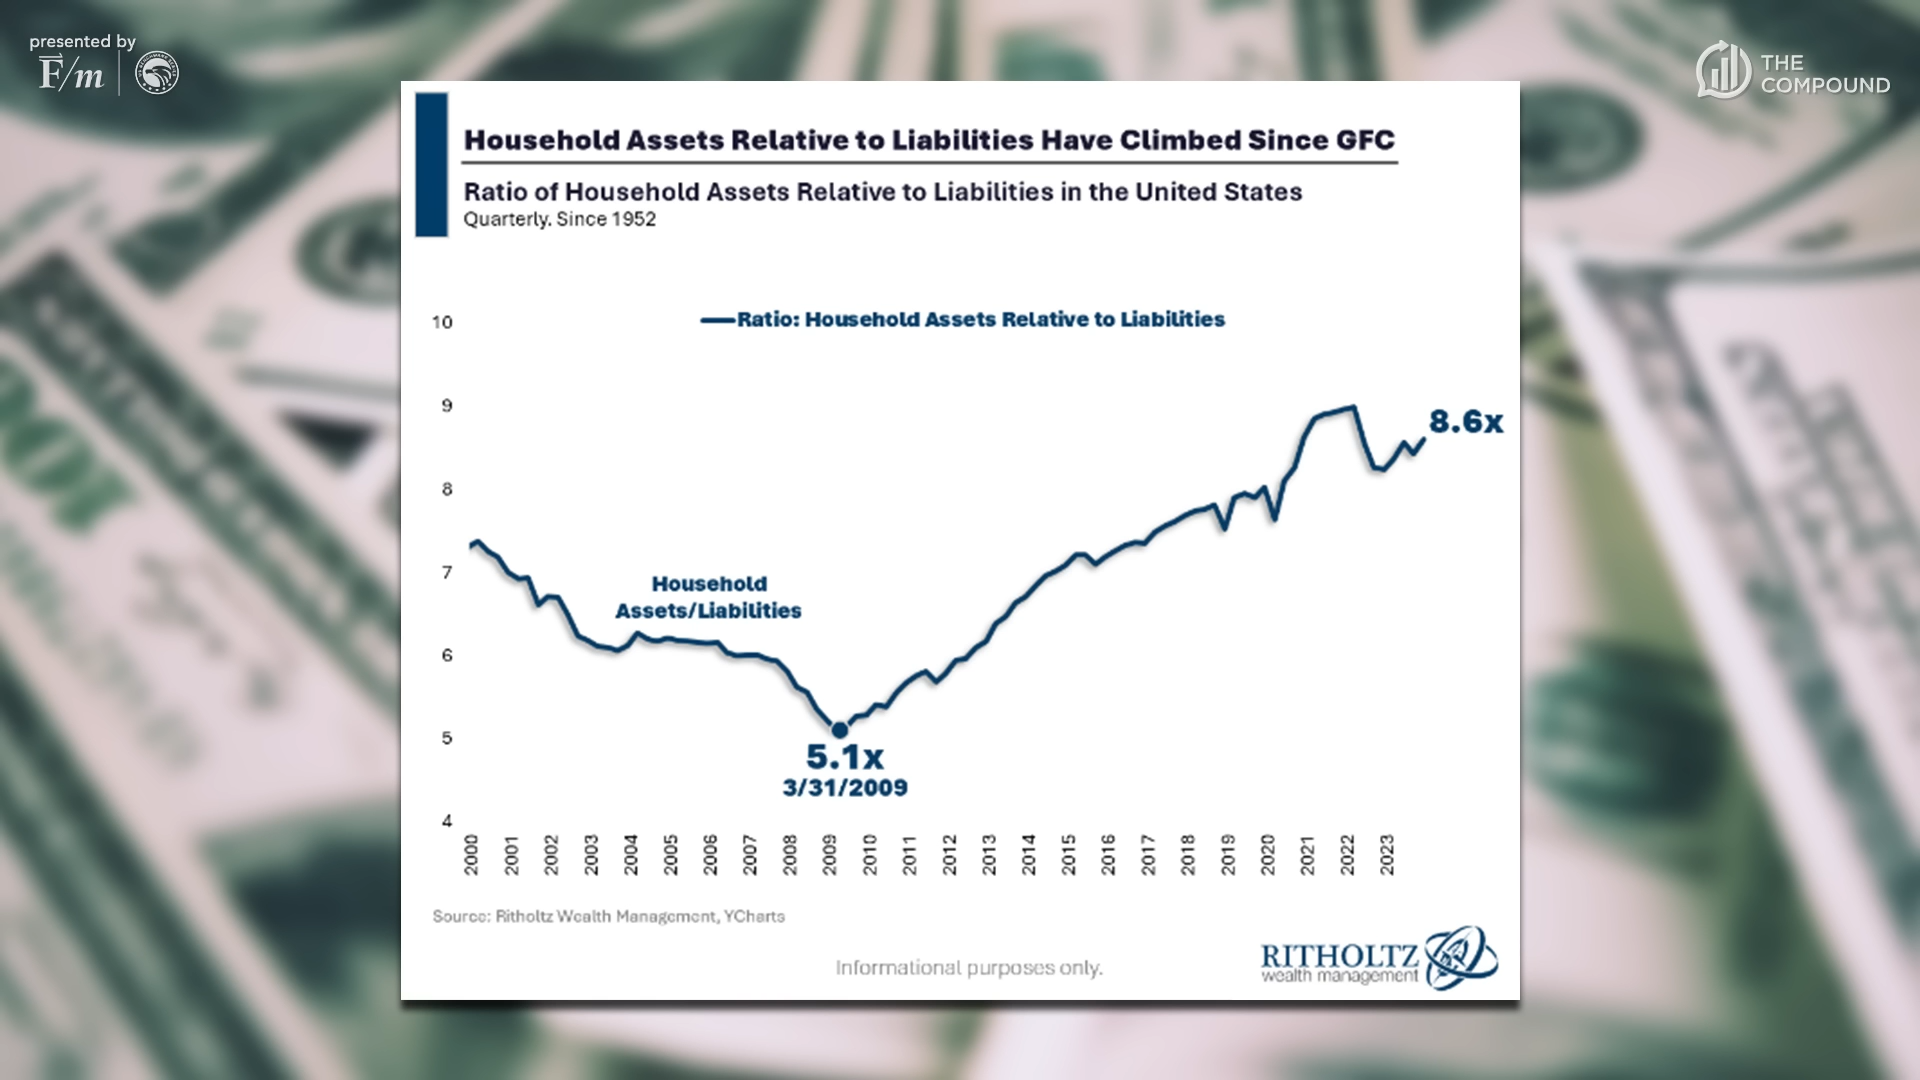 presented by
F/m
THE
COMPOUND
Household Assets Relative to Liabilities Have Climbed Since GFC
Ratio of Household Assets Relative to Liabilities in the United States
Quarterly. Since 1952
Ratio: Household Assets Relative to Liabilities
10
9
8
7
6
5
4
8.6x
Household
Assets/Liabilities
5.1x
3/31/2009
2000
2001
2002
2003
2004
2005
2006
2007
2008
2009
2010
2011
2012
2013
2014
2015
2016
2017
2018
2019
2020
2021
2022
2023
Source: Ritholtz Wealth Management, YCharts
Informational purposes only.
RITHOLTZ
wealth management